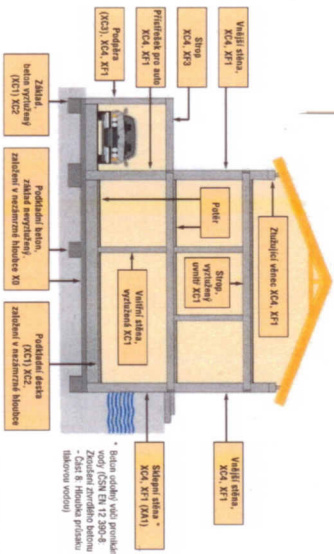 Vnější stěna,
XC4, XF1
Strop
XC4, XF3
Přístřešek pro auto
XC4, XF1
Podpěra
(XC3), XC4, XF1
Základ,
beton vyztužený
(XC1) XC2
Ztužující věnec XC4, XF1
Strop,
vyztužený
uvnitř XC1
Potěr
Vnitřní stěna,
vyztužená XC1
Podkladní beton,
základ nevyztužený,
založení v nezámrzné hloubce X0
Vnější stěna,
XC4, XF1
Sklepní stěna *
XC4, XF1 (XA1)
Podkladní deska
(XC1) XC2,
založení v nezámrzné hloubce
* Beton odolný vůči pronikání
vody (ČSN EN 12 390-8
Zkoušení ztvrdlého betonu
- Část 8: Hloubka průsaku
tlakovou vodou)